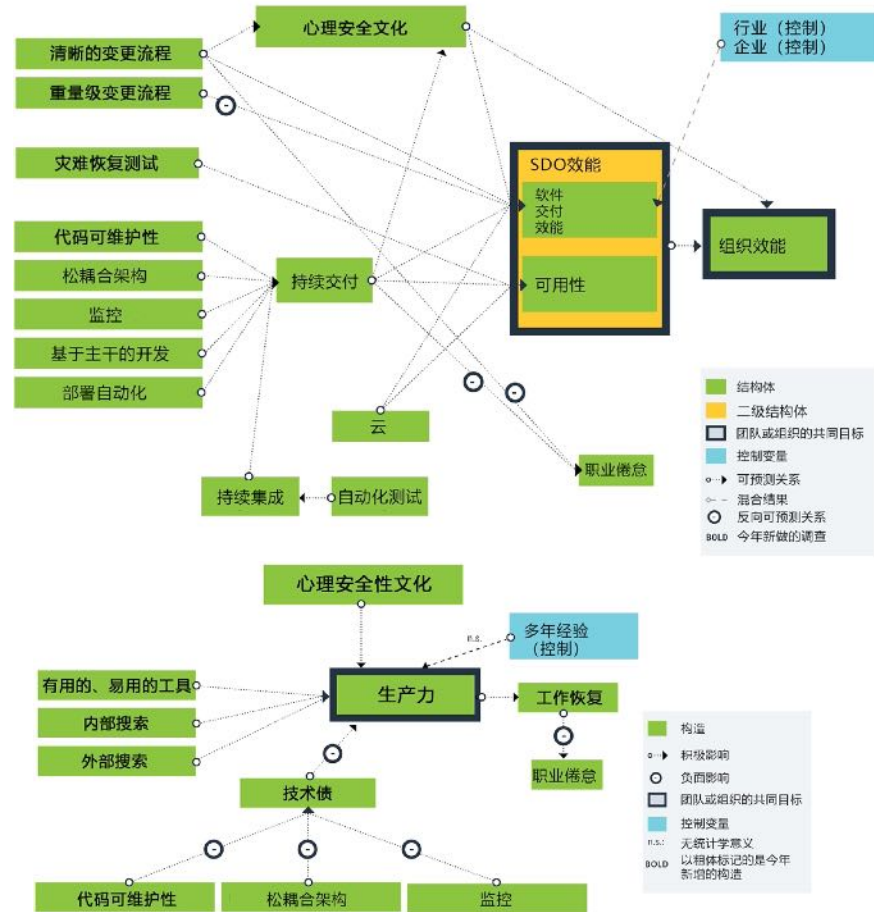 心理安全文化
行业（控制）
企业（控制）
清晰的变更流程
重量级变更流程
-
灾难恢复测试
SDO效能
软件
交付
效能
组织效能
代码可维护性
松耦合架构
持续交付
可用性
监控
基于主干的开发
部署自动化
-
-
云
职业倦怠
持续集成
自动化测试
结构体
二级结构体
团队或组织的共同目标
控制变量
可预测关系
混合结果
-
反向可预测关系
BOLD
今年新做的调查
心理安全性文化
n.s.
多年经验
（控制）
有用的、易用的工具
内部搜索
外部搜索
生产力
工作恢复
-
-
职业倦怠
技术债
-
-
-
代码可维护性
松耦合架构
监控
构造
积极影响
负面影响
团队或组织的共同目标
控制变量
n.s.:
无统计学意义
BOLD
以粗体标记的是今年
新增的构造